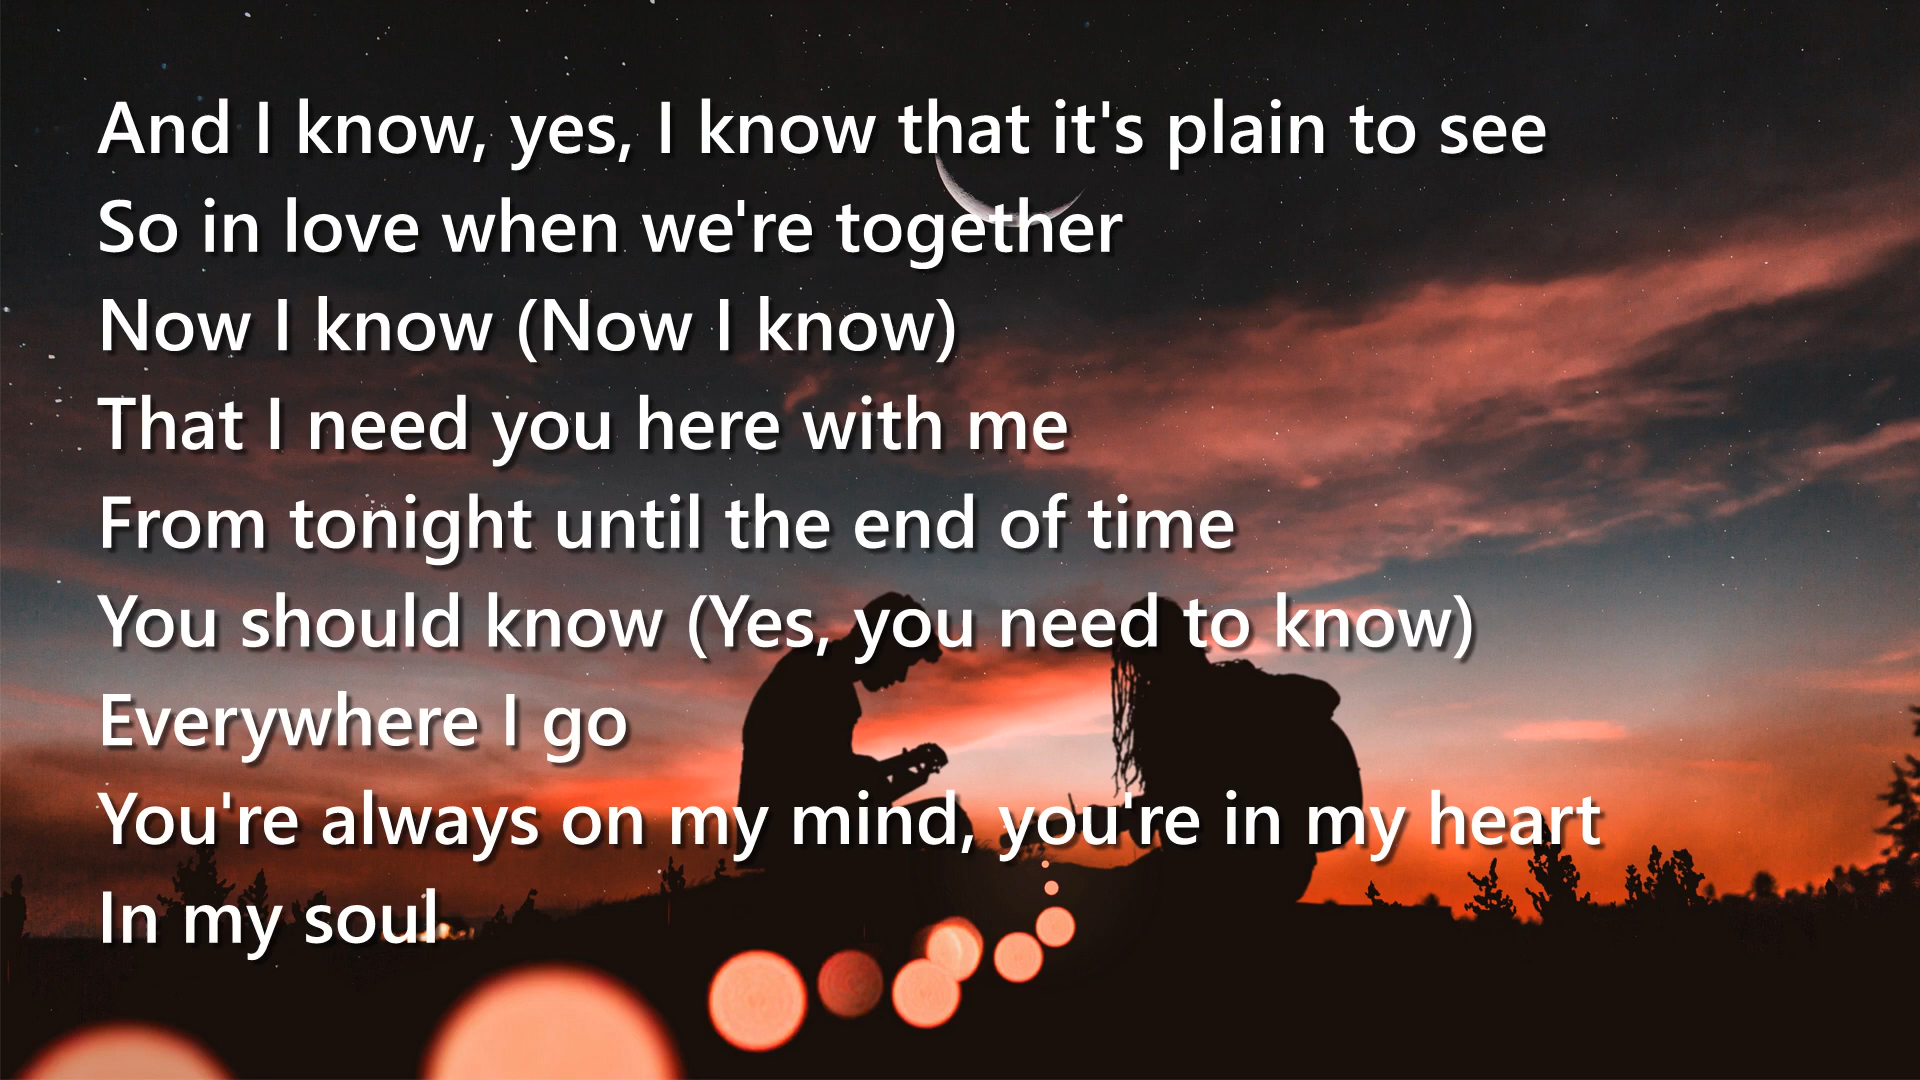 And I know, yes, I know that it's plain to see
So in love when we're together
Now I know (Now I know)
That I need you here with me
From tonight until the end of time
You should know (Yes, you need to know)
Everywhere I go
You're always on my mind, you're in my heart
In my soul